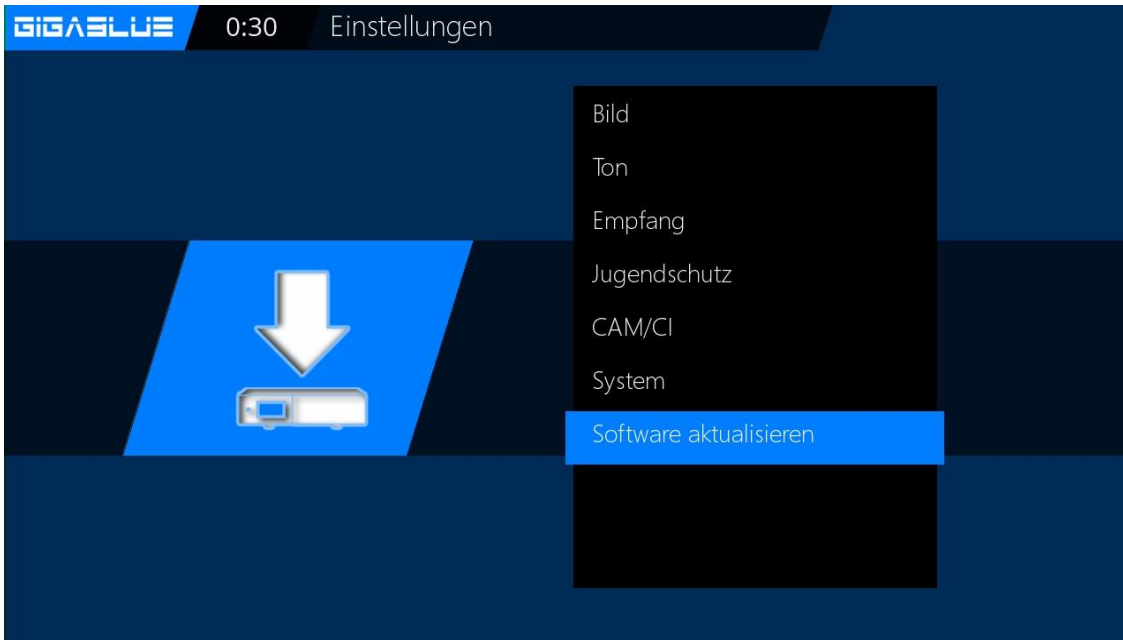 GIGABLUE 0:30 Einstellungen
Bild
Ton
Empfang
Jugendschutz
CAM/CI
System
Software aktualisieren